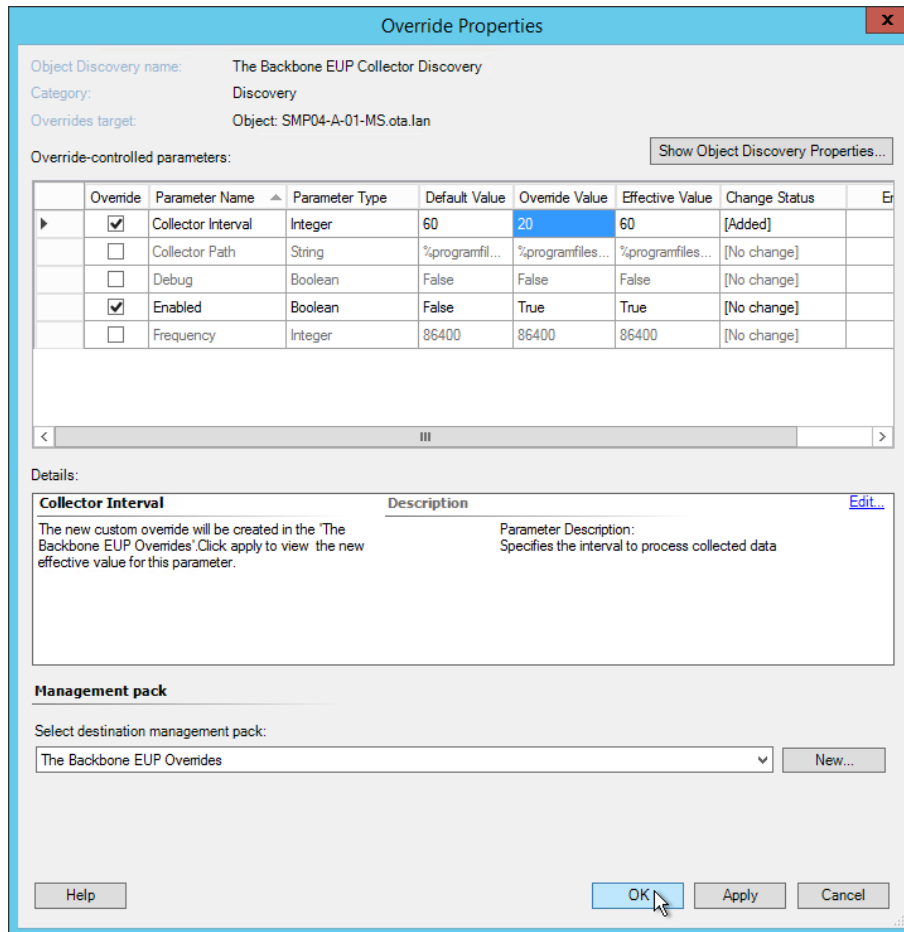 Override Properties
x
Object Discovery name: The Backbone EUP Collector Discovery
Category: Discovery
Overrides target: Object: SMP04-A-01-MS.ota.lan
Override-controlled parameters:
Show Object Discovery Properties...
Override Parameter Name Parameter Type Default Value Override Value Effective Value Change Status Er
Collector Interval Integer 60 20 60 [Added]
Collector Path String %programfil... %programfiles... %programfiles... [No change]
Debug Boolean False False False [No change]
Enabled Boolean False True True [No change]
Frequency Integer 86400 86400 86400 [No change]
Details:
Collector Interval Description Edit...
The new custom override will be created in the 'The Parameter Description:
Backbone EUP Overrides'.Click apply to view the new Specifies the interval to process collected data
effective value for this parameter.
Management pack
Select destination management pack:
The Backbone EUP Overrides New...
Help OK Apply Cancel